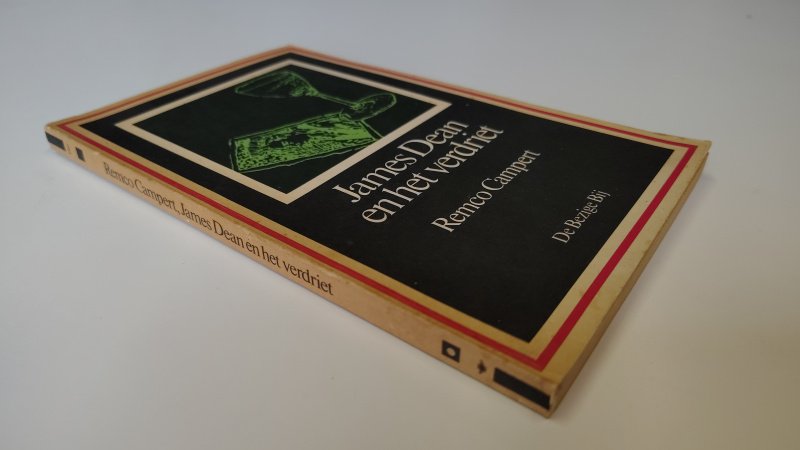 James Dean
en het verdriet
Remco Campert
De Bezige Bij
Remco Campert, James Dean en het verdriet